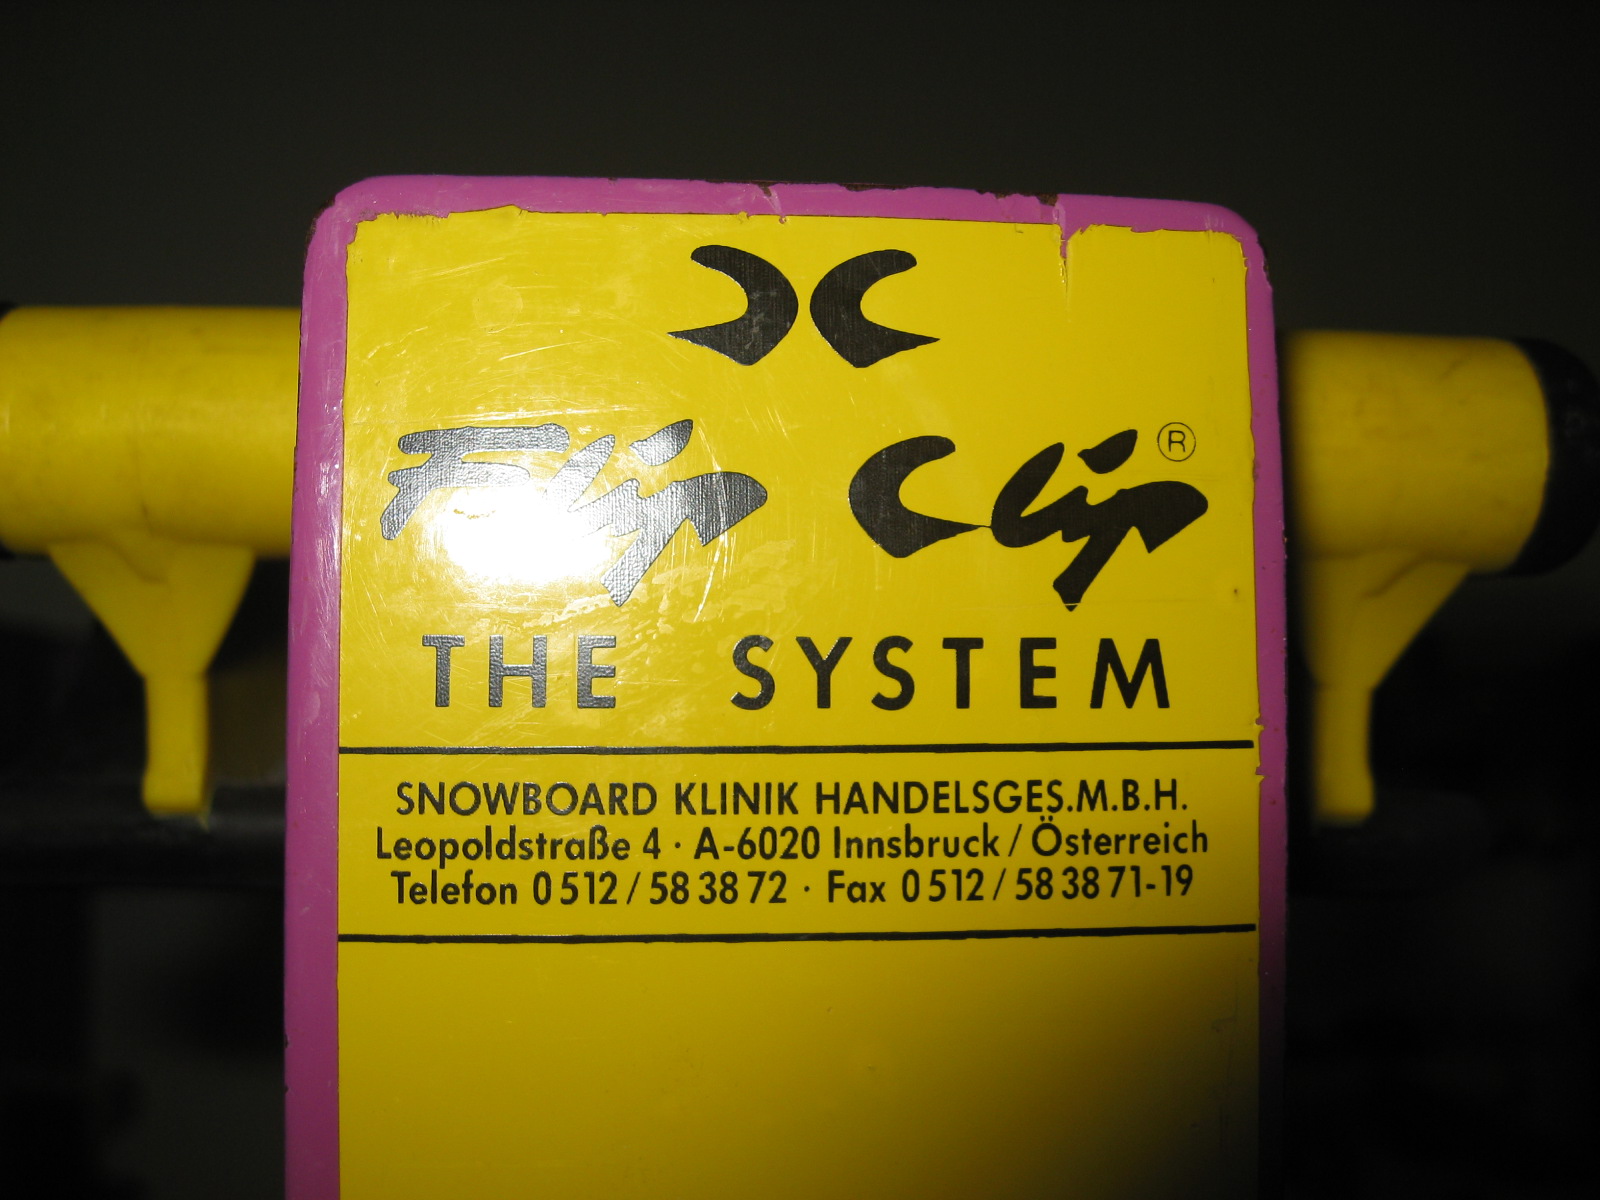 Flip Clip ®
THE SYSTEM
SNOWBOARD KLINIK HANDELSGES.M.B.H.
Leopoldstraße 4 · A-6020 Innsbruck / Österreich
Telefon 0512 / 58 38 72 · Fax 0512 / 58 38 71-19